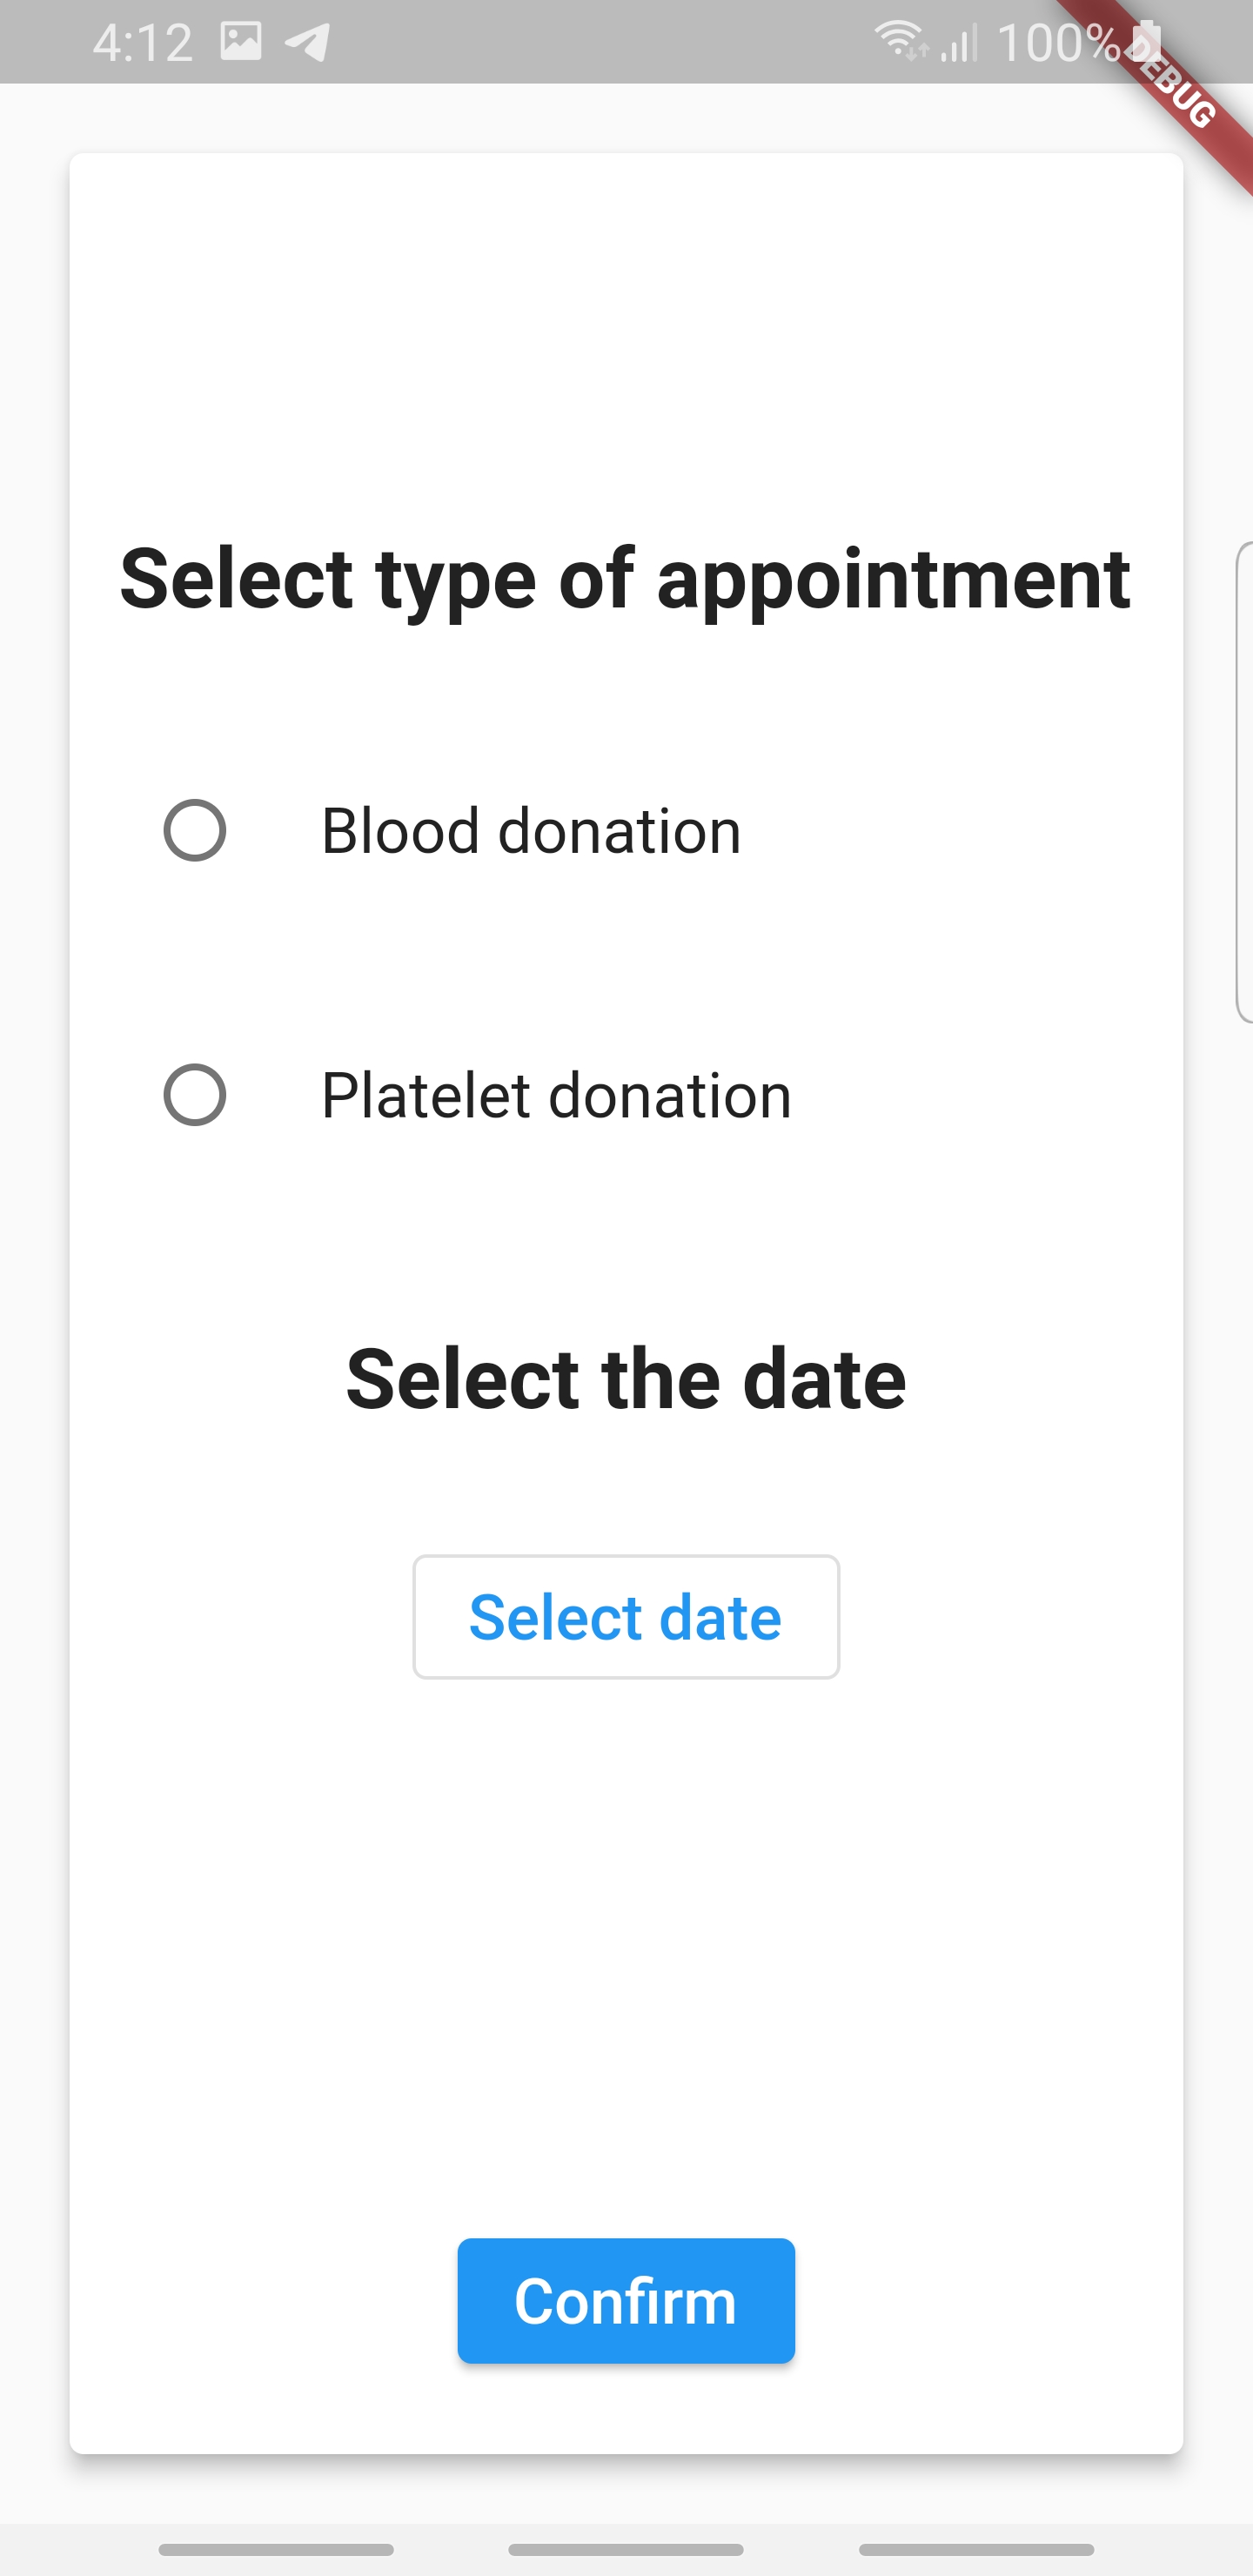 4:12 100%
DEBUG
Select type of appointment
Blood donation
Platelet donation
Select the date
Select date
Confirm